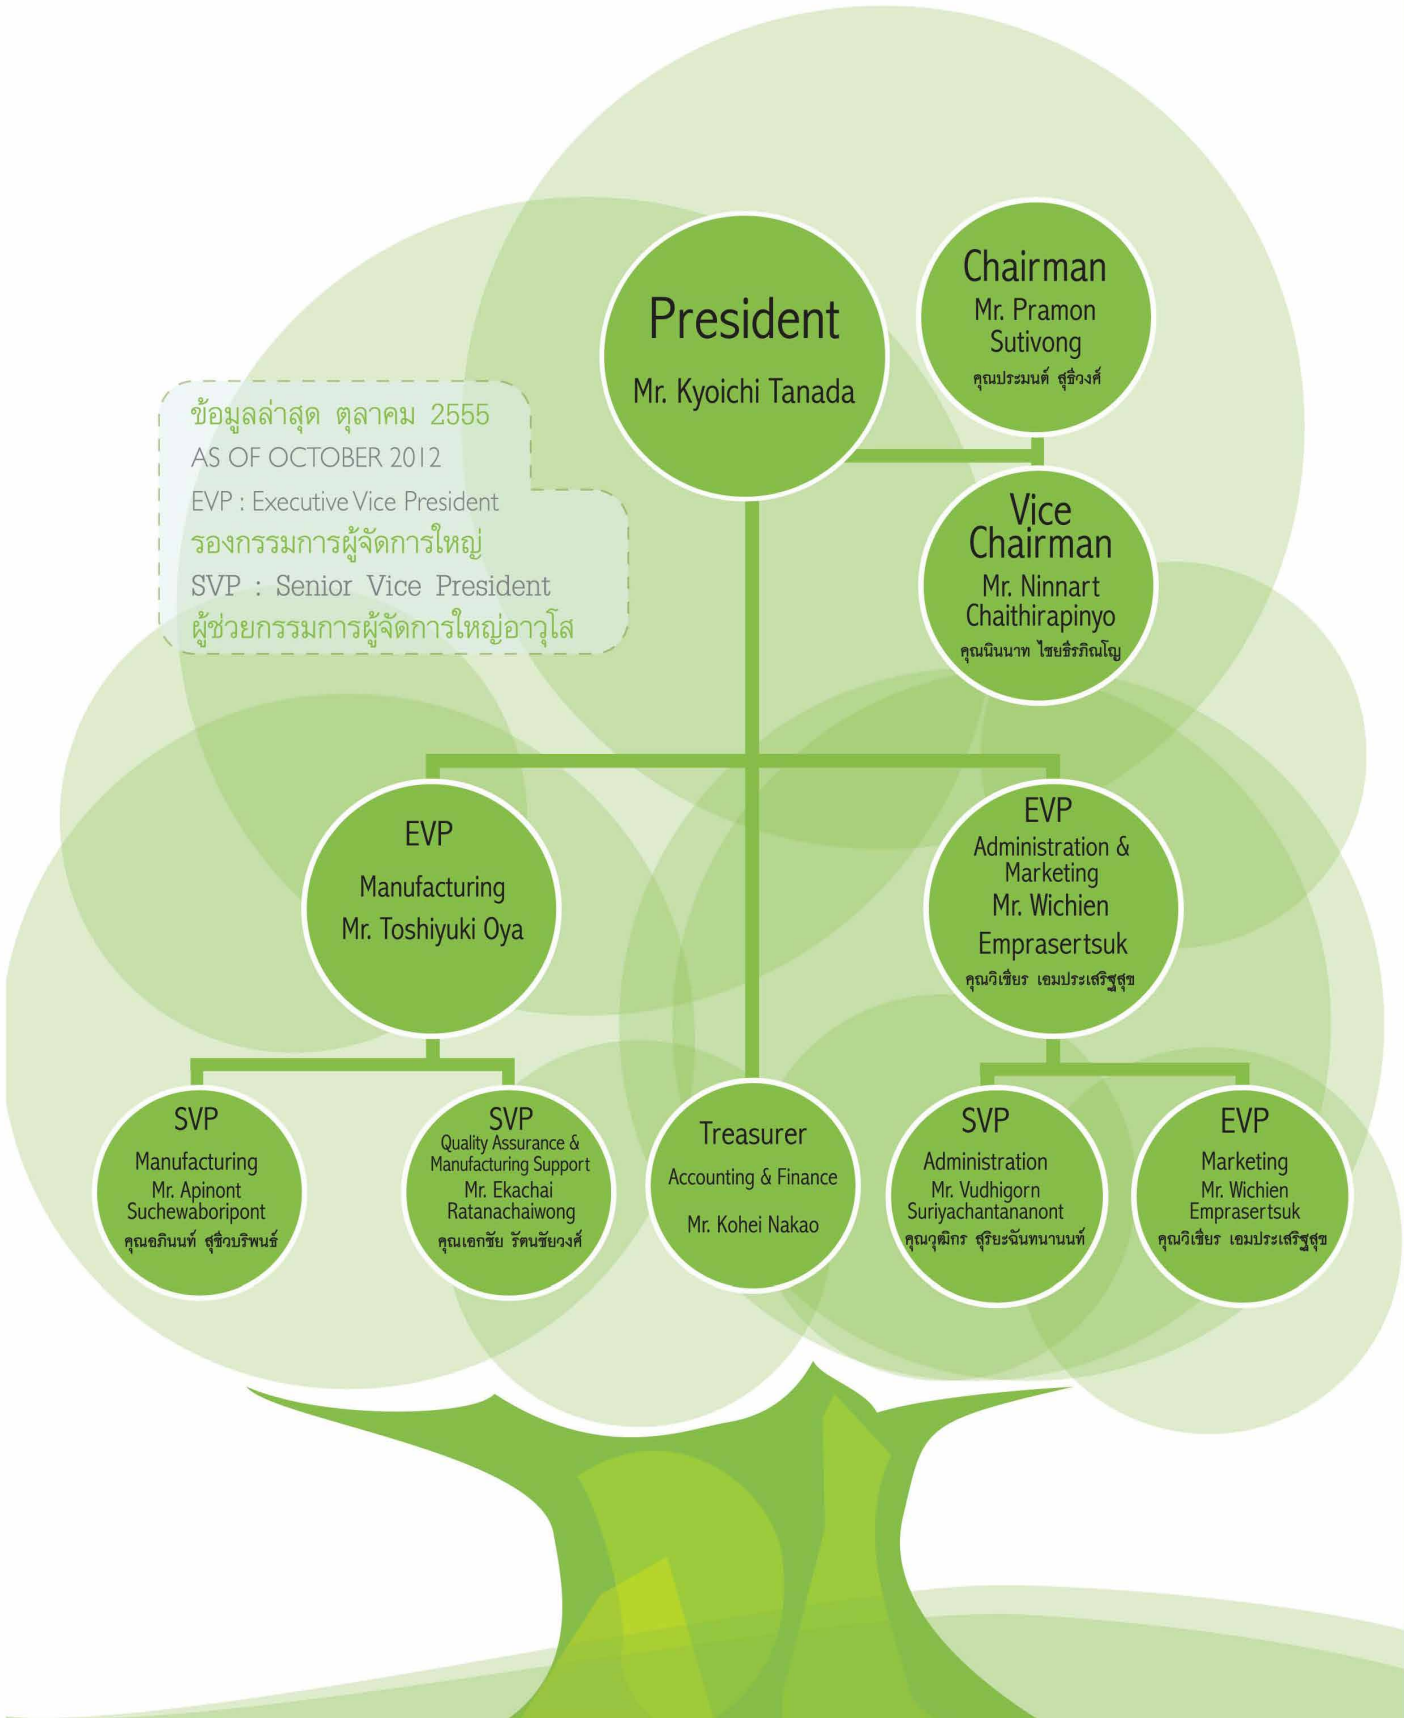 President
Mr. Kyoichi Tanada
Chairman
Mr. Pramon
Sutivong
คุณประมนต์ สุธีวงศ์
ข้อมูลล่าสุด ตุลาคม 2555
AS OF OCTOBER 2012
EVP : Executive Vice President
รองกรรมการผู้จัดการใหญ่
SVP : Senior Vice President
ผู้ช่วยกรรมการผู้จัดการใหญ่อาวุโส
Vice
Chairman
Mr. Ninnart
Chaithirapinyo
คุณนินนาท ไชยธีรภิณโญ
EVP
Manufacturing
Mr. Toshiyuki Oya
EVP
Administration &
Marketing
Mr. Wichien
Emprasertsuk
คุณวิเชียร เอมประเสริฐสุข
SVP
Manufacturing
Mr. Apinont
Suchewaboripont
คุณอภินนท์ สุชีวบริพนธ์
SVP
Quality Assurance &
Manufacturing Support
Mr. Ekachai
Ratanachaiwong
คุณเอกชัย รัตนชัยวงศ์
Treasurer
Accounting & Finance
Mr. Kohei Nakao
SVP
Administration
Mr. Vudhigorn
Suriyachantananont
คุณวุฒิกร สุริยะฉันทนานนท์
EVP
Marketing
Mr. Wichien
Emprasertsuk
คุณวิเชียร เอมประเสริฐสุข